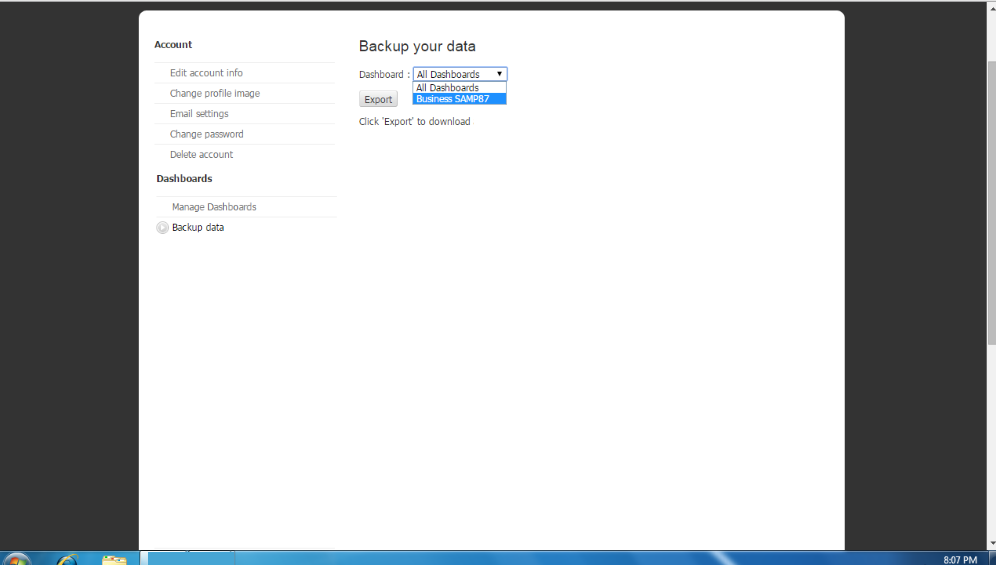 Account
Edit account info
Change profile image
Email settings
Change password
Delete account
Dashboards
Manage Dashboards
Backup data
Backup your data
Dashboard : All Dashboards
All Dashboards
Business SAMP87
Export
Click 'Export' to download
8:07 PM